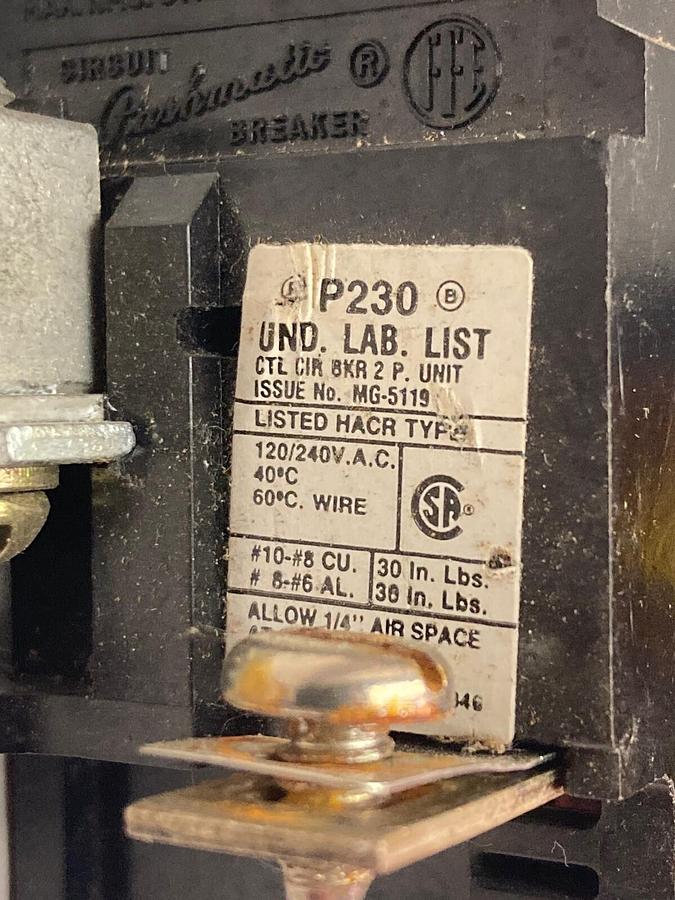 CIRCUIT
Pushmatic ®
BREAKER
ITE
P230 B
UND. LAB. LIST
CTL CIR BKR 2 P. UNIT
ISSUE No. MG-5119
LISTED HACR TYPE
120/240V.A.C.
40°C
60°C. WIRE
SA ®
#10-#8 CU. 30 In. Lbs.
# 8-#6 AL. 36 In. Lbs.
ALLOW 1/4" AIR SPACE